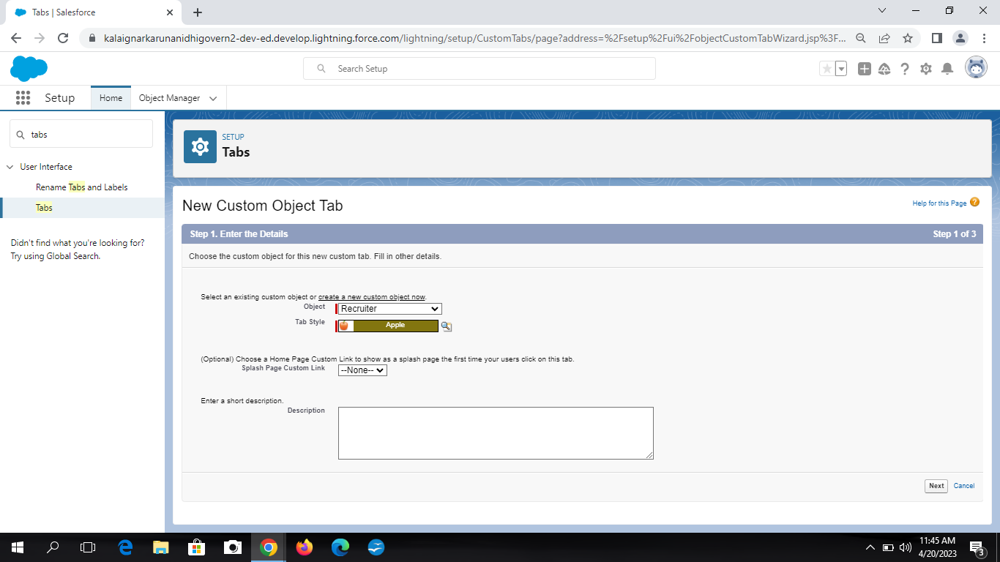 Tabs | Salesforce
kalaignarkarunanidhigovern2-dev-ed.develop.lightning.force.com/lightning/setup/CustomTabs/page?address=%2Fsetup%2Fui%2FobjectCustomTabWizard.jsp%3F...
Search Setup
Setup
Home
Object Manager
tabs
User Interface
Rename Tabs and Labels
Tabs
Didn't find what you're looking for?
Try using Global Search.
SETUP
Tabs
New Custom Object Tab
Help for this Page
Step 1. Enter the Details
Step 1 of 3
Choose the custom object for this new custom tab. Fill in other details.
Select an existing custom object or create a new custom object now.
Object
Recruiter
Tab Style
Apple
(Optional) Choose a Home Page Custom Link to show as a splash page the first time your users click on this tab.
Splash Page Custom Link
--None--
Enter a short description.
Description
Next
Cancel
11:45 AM
4/20/2023
3